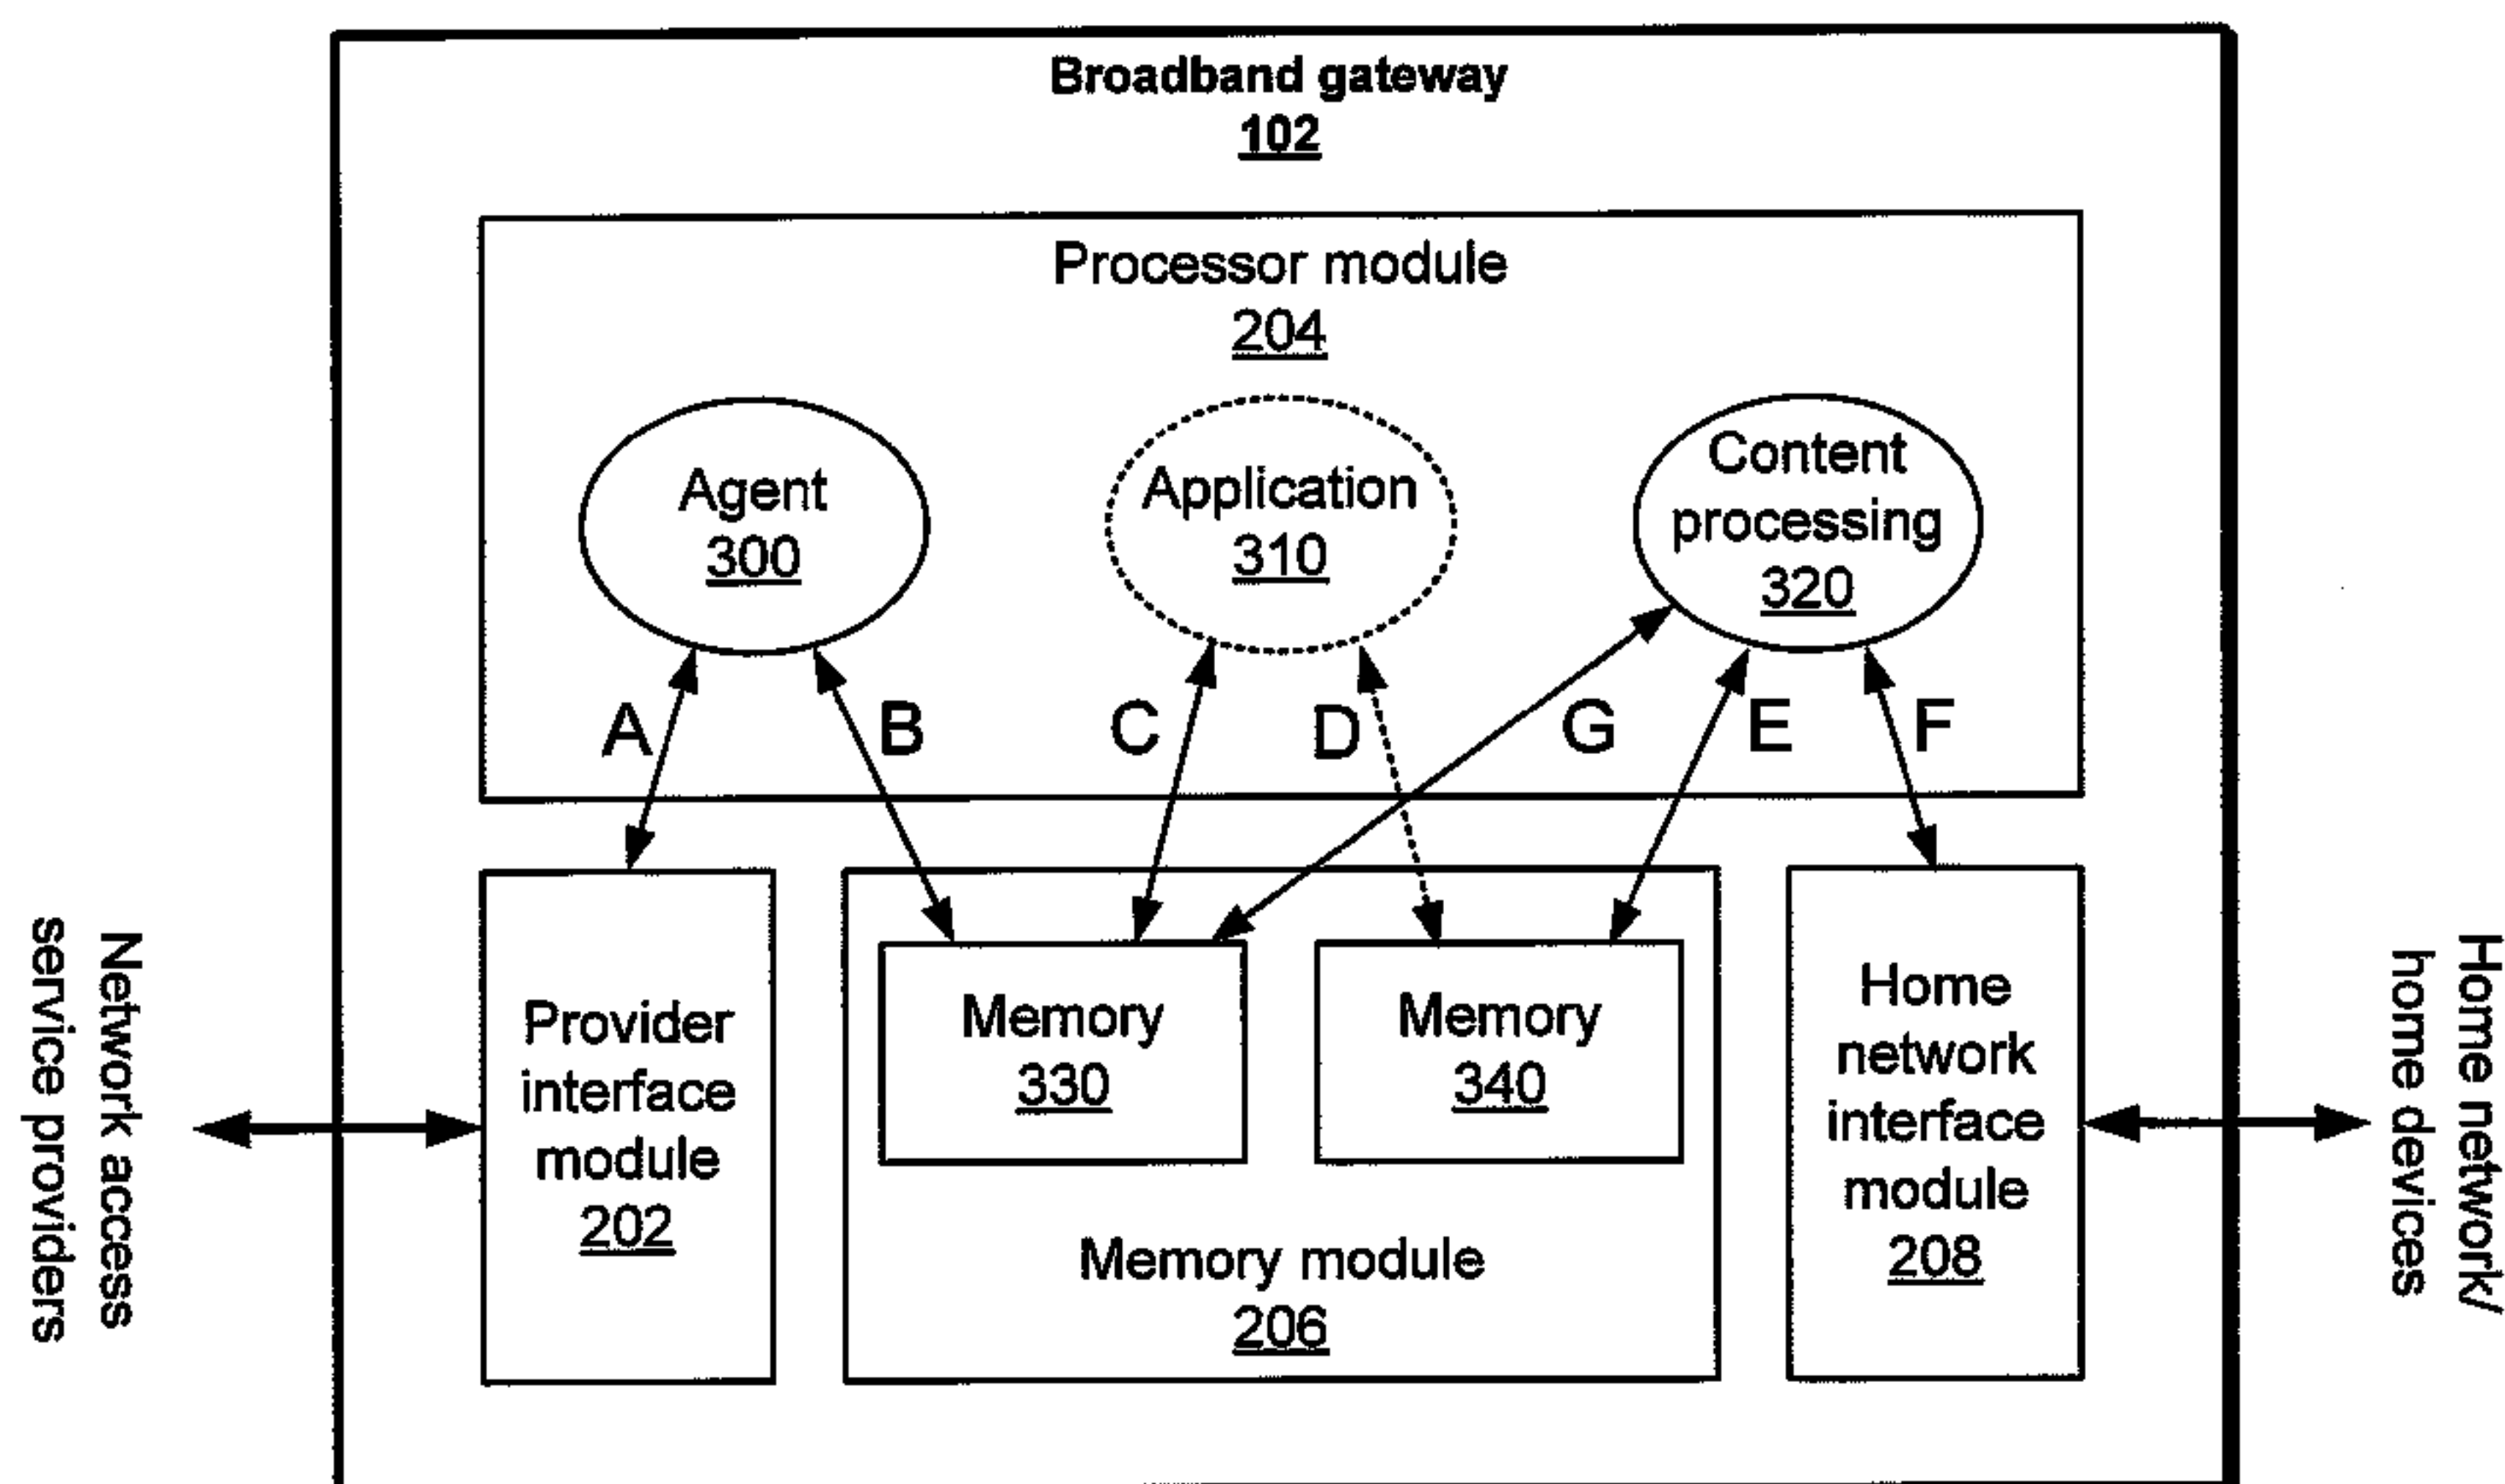 Broadband gateway
102
Processor module
204
Agent
300
Application
310
Content
processing
320
A
B
C
D
G
E
F
Network access
service providers
Provider
interface
module
202
Memory
330
Memory
340
Memory module
206
Home
network
interface
module
208
Home network/
home devices